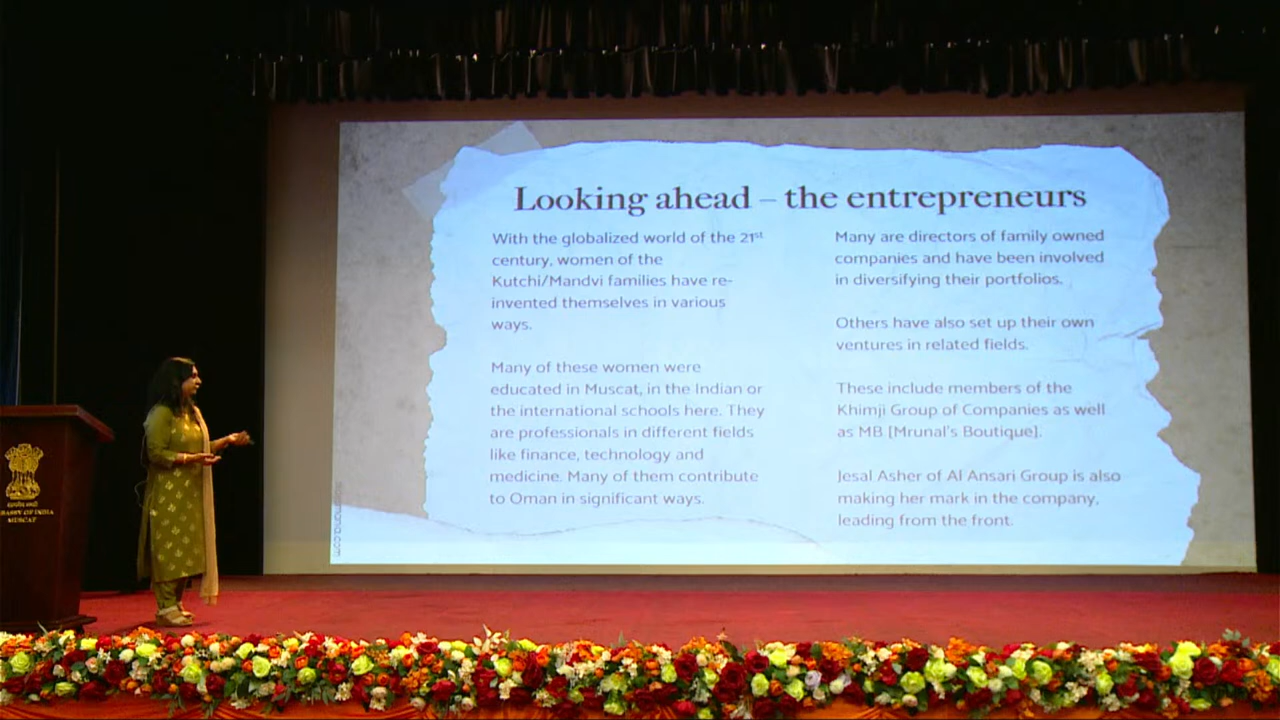 Looking ahead – the entrepreneurs
With the globalized world of the 21st
century, women of the
Kutchi/Mandvi families have re-
invented themselves in various
ways.
Many of these women were
educated in Muscat, in the Indian or
the international schools here. They
are professionals in different fields
like finance, technology and
medicine. Many of them contribute
to Oman in significant ways.
Many are directors of family owned
companies and have been involved
in diversifying their portfolios.
Others have also set up their own
ventures in related fields.
These include members of the
Khimji Group of Companies as well
as MB [Mrunal's Boutique].
Jesal Asher of Al Ansari Group is also
making her mark in the company,
leading from the front.
OF INDIA
MUSCAT